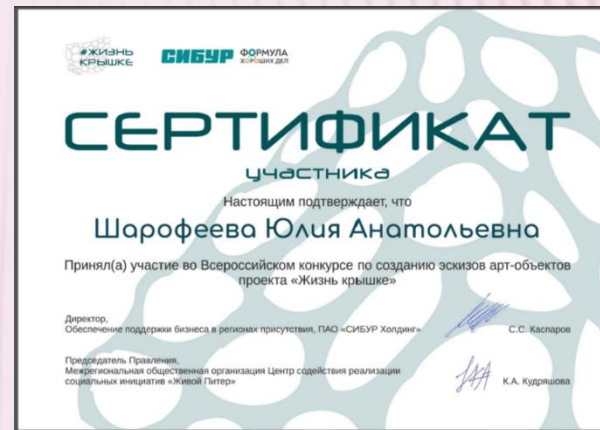 #ЖИЗНЬ
КРЫШКЕ
СИБУР ФОРМУЛА
ХОРОШИХ ДЕЛ
СЕРТИФИКАТ
участника
Настоящим подтверждает, что
Шарофеева Юлия Анатольевна
Принял(а) участие во Всероссийском конкурсе по созданию эскизов арт-объектов
проекта «Жизнь крышке»
Директор,
Обеспечение поддержки бизнеса в регионах присутствия, ПАО «СИБУР Холдинг»
С.С. Каспаров
Председатель Правления,
Межрегиональная общественная организация Центр содействия реализации
социальных инициатив «Живой Питер»
К.А. Кудряшова